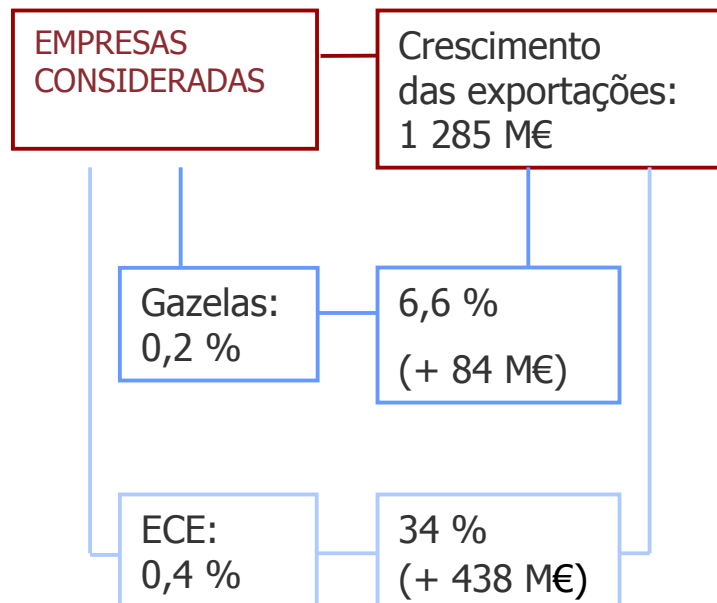 EMPRESAS
CONSIDERADAS
Crescimento
das exportações:
1 285 M€
Gazelas:
0,2 %
6,6 %
(+ 84 M€)
ECE:
0,4 %
34 %
(+ 438 M€)